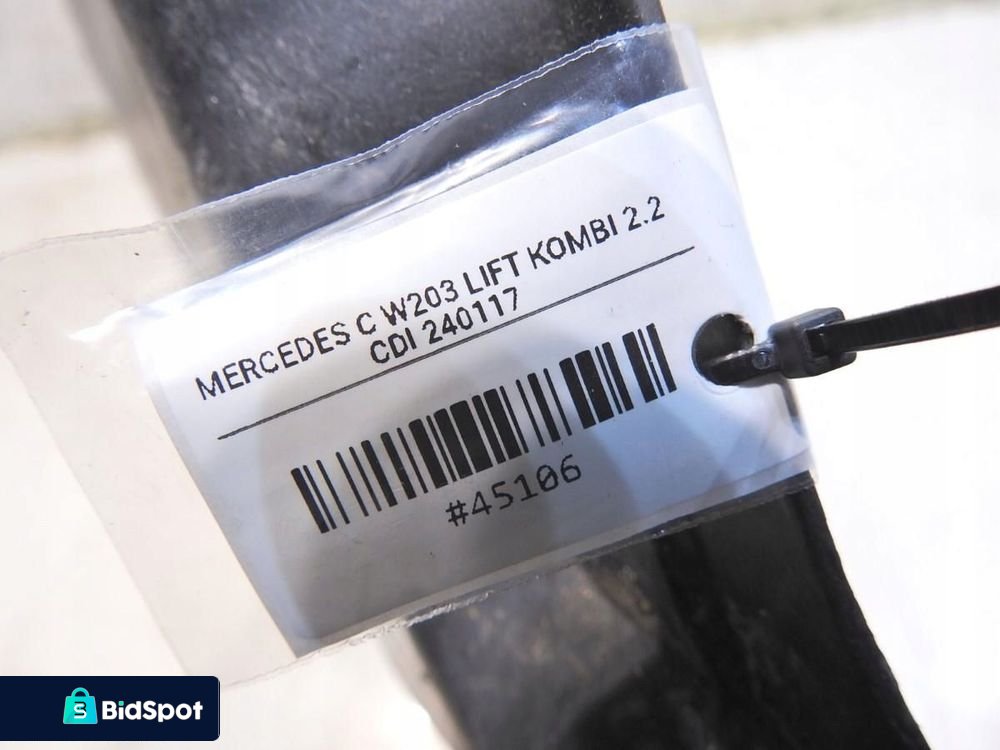 MERCEDES C W203 LIFT KOMBI 2.2
CDI 240117
#45106
BidSpot